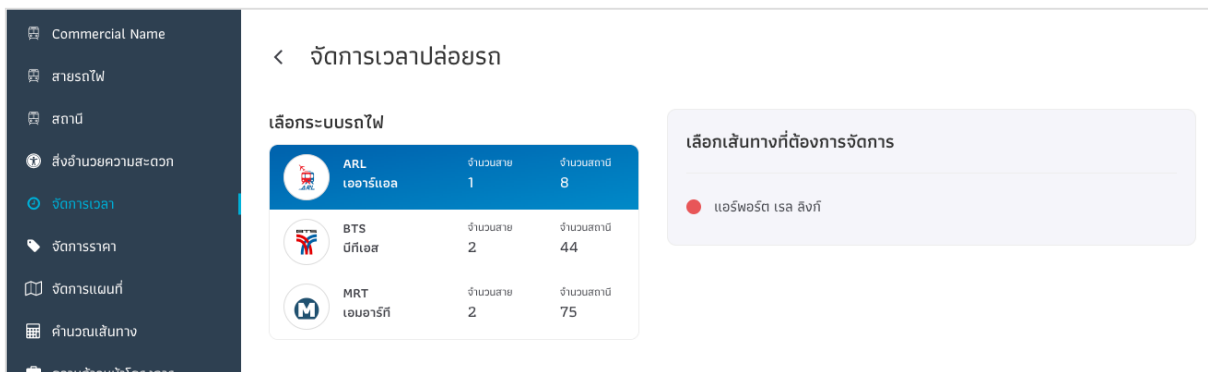 Commercial Name
สายรถไฟ
สถานี
สิ่งอำนวยความสะดวก
จัดการเวลา
จัดการราคา
จัดการแผนที่
คำนวณเส้นทาง
จัดการเวลาปล่อยรถ
เลือกระบบรถไฟ
ARL จำนวนสาย จำนวนสถานี
เออาร์แอล 1 8
BTS จำนวนสาย จำนวนสถานี
บีทีเอส 2 44
MRT จำนวนสาย จำนวนสถานี
เอมอาร์ที 2 75
เลือกเส้นทางที่ต้องการจัดการ
แอร์พอร์ต เรล ลิงก์